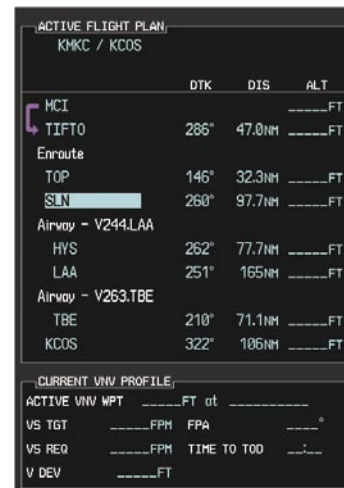 ACTIVE FLIGHT PLAN
KMKC / KCOS
DTK DIS ALT
MCI _____FT
TIFTO 286° 47.0NM _____FT
Enroute
TOP 146° 32.3NM _____FT
SLN 260° 97.7NM _____FT
Airway - V244.LAA
HYS 262° 77.7NM _____FT
LAA 251° 165NM _____FT
Airway - V263.TBE
TBE 210° 71.1NM _____FT
KCOS 322° 106NM _____FT
CURRENT VNV PROFILE
ACTIVE VNV WPT _____FT at __________
VS TGT _____FPM FPA ____°
VS REQ _____FPM TIME TO TOD __:__
V DEV _____FT